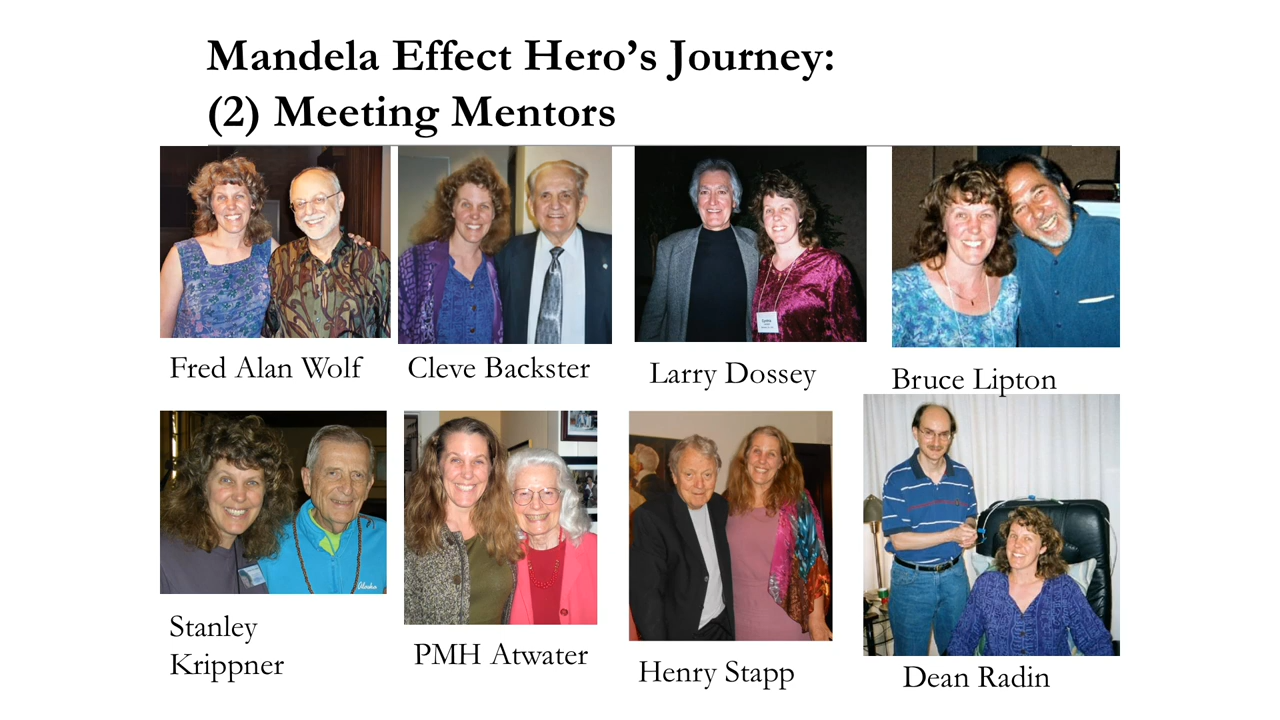 Mandela Effect Hero’s Journey:
(2) Meeting Mentors
Fred Alan Wolf
Cleve Backster
Larry Dossey
Bruce Lipton
Stanley
Krippner
Alaska
PMH Atwater
Henry Stapp
Dean Radin